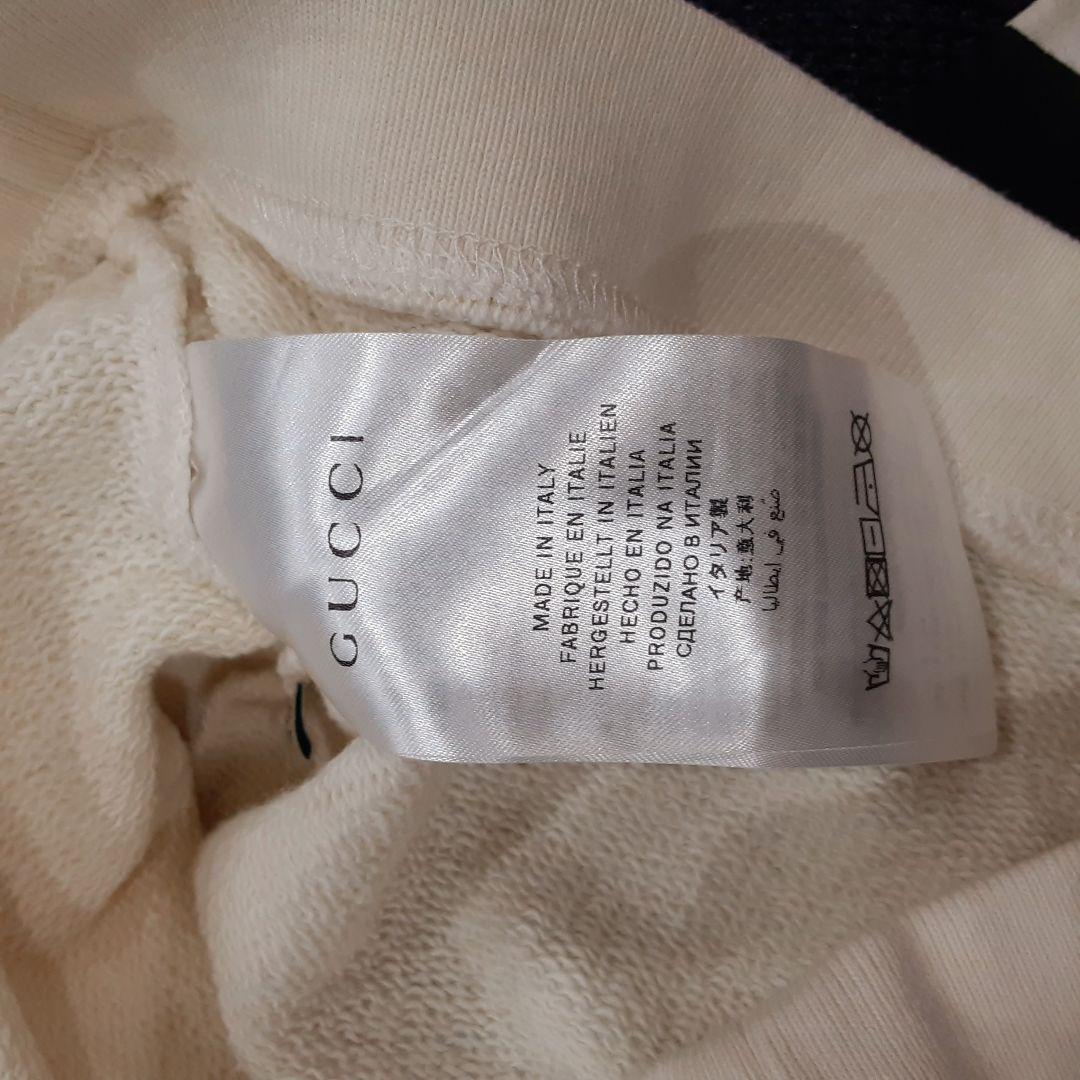 GUCCI
MADE IN ITALY
FABRIQUE EN ITALIE
HERGESTELLT IN ITALIEN
HECHO EN ITALIA
PRODUZIDO NA ITALIA
СДЕЛАНО В ИТАЛИИ
イタリア製
产地:意大利
صنع في ايطاليا